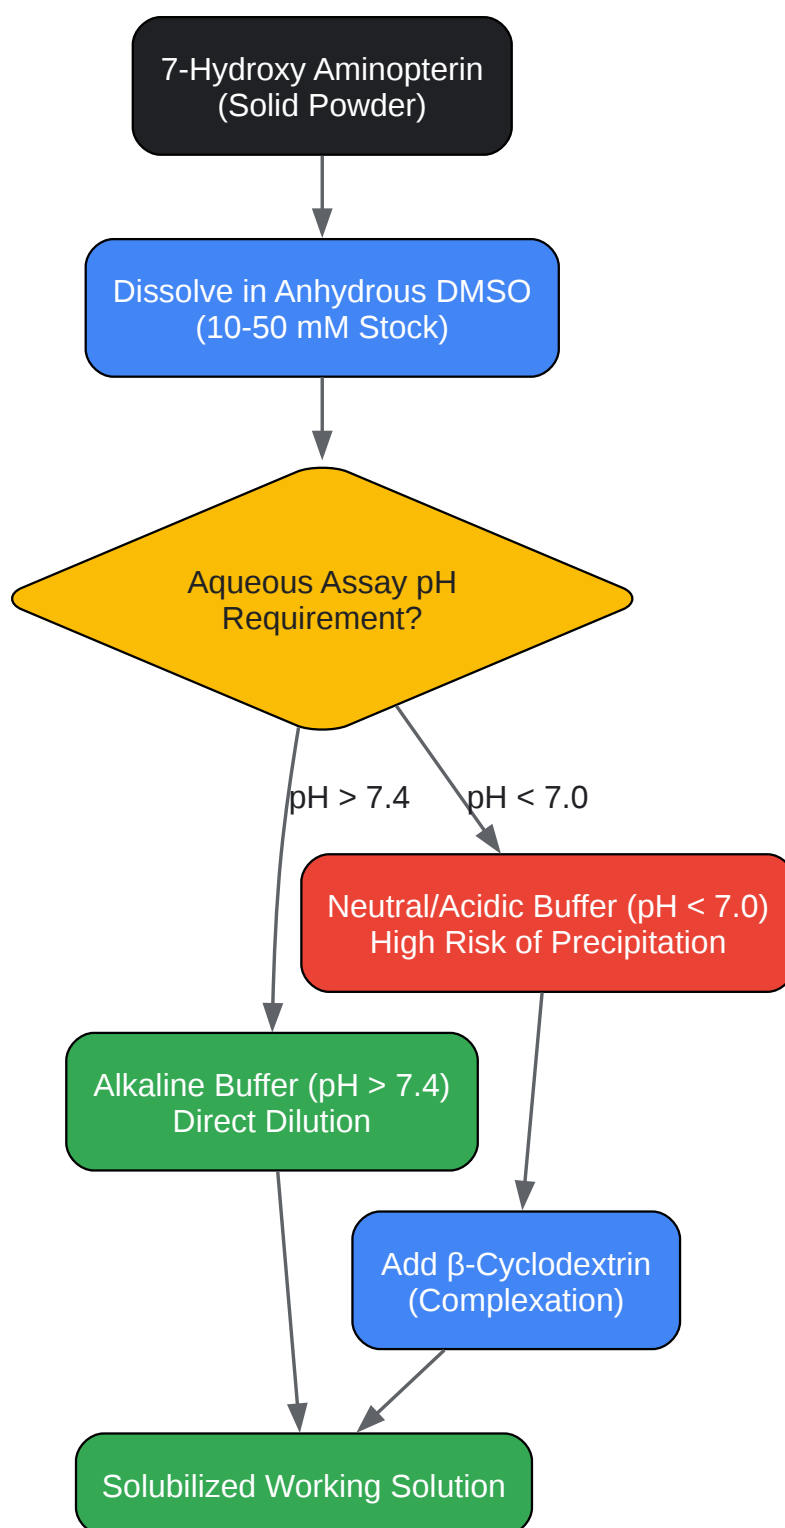 7-Hydroxy Aminopterin
(Solid Powder)
Dissolve in Anhydrous DMSO
(10-50 mM Stock)
Aqueous Assay pH
Requirement?
pH > 7.4
pH < 7.0
Neutral/Acidic Buffer (pH < 7.0)
High Risk of Precipitation
Alkaline Buffer (pH > 7.4)
Direct Dilution
Add β-Cyclodextrin
(Complexation)
Solubilized Working Solution